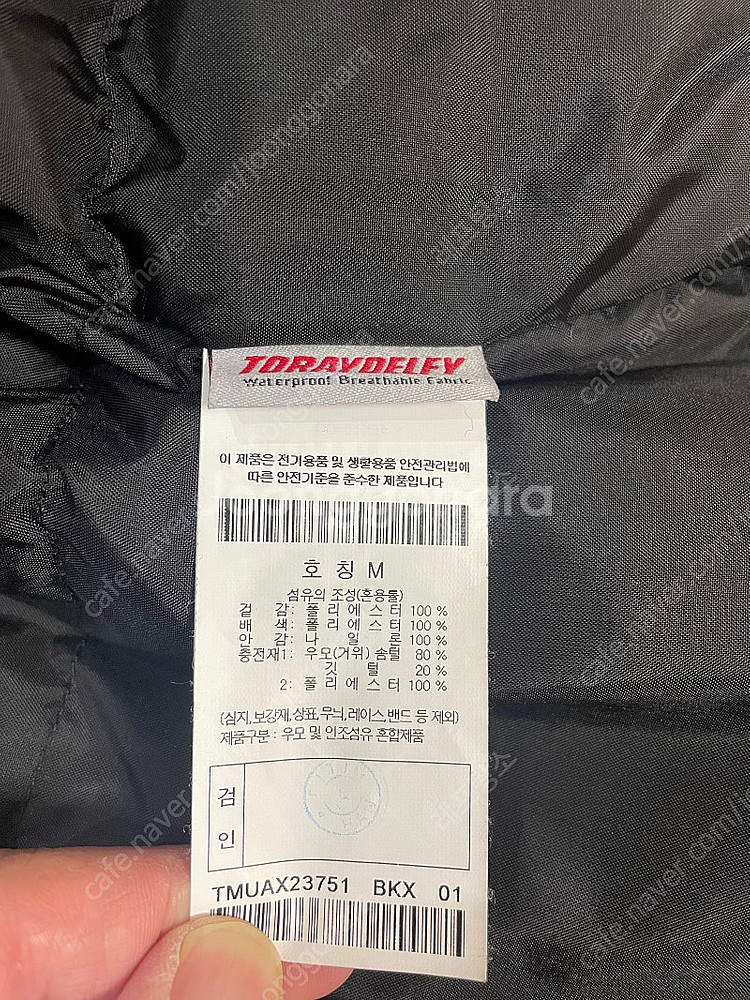 TORAYDELFY
Waterproof Breathable Fabric
이 제품은 전기용품 및 생활용품 안전관리법에
따른 안전기준을 준수한 제품입니다
joonggonara
호 칭 M
섬유의 조성(혼용률)
겉 감: 폴 리 에 스 터 100 %
배 색: 폴 리 에 스 터 100 %
안 감: 나 일 론 100 %
충전재1: 우모(거위) 솜털 80 %
깃 털 20 %
2: 폴 리 에 스 터 100 %
(심지,보강재,상표,무늬,레이스,밴드 등 제외)
제품구분 : 우모 및 인조섬유 혼합제품
검
인
TMUAX23751 BKX 01
cafe.naver.com/joonggonara